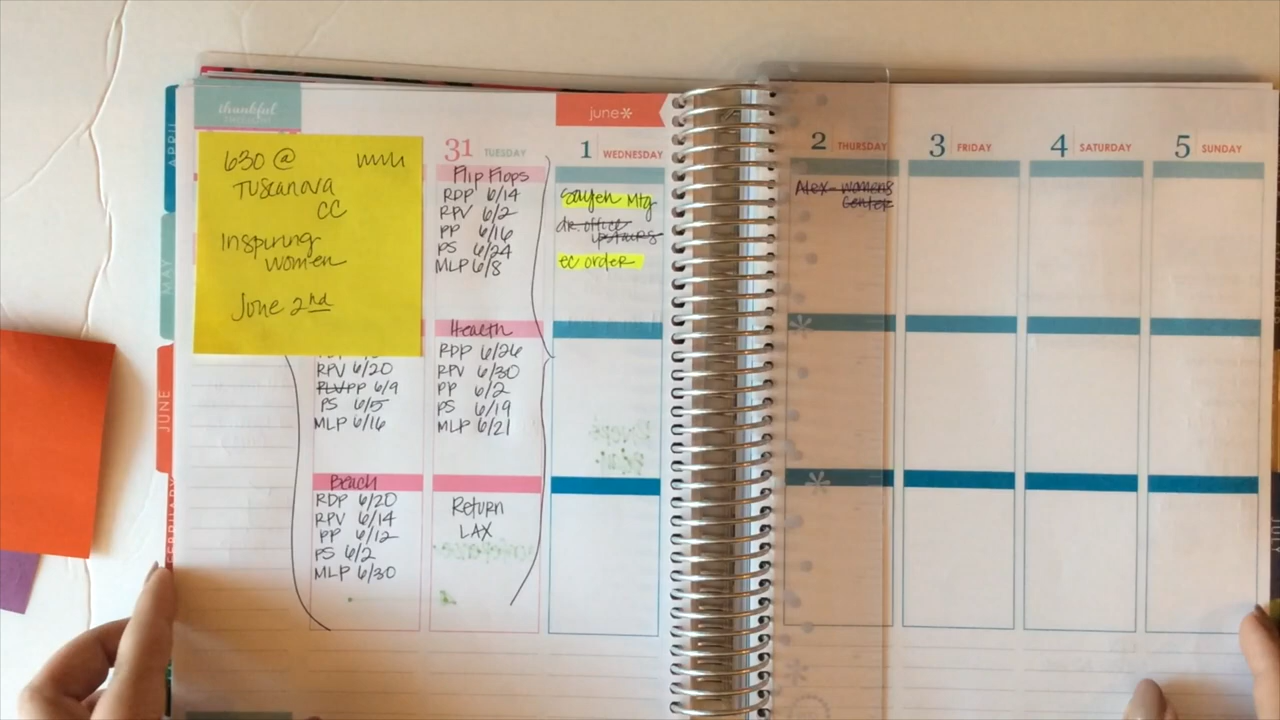 thankful
june*
APRIL
MAY
JUNE
FEBRUARY
630 @
Tuscanova
CC
Inspiring
women
June 2nd
31 TUESDAY
Flip Flops
RDP 6/14
RPV 6/2
PP 6/16
PS 6/24
MLP 6/8
Health
RDP 6/26
RPV 6/30
PP 6/2
PS 6/19
MLP 6/21
Return
LAX
RPV 6/20
PP 6/9
PS 6/5
MLP 6/16
Beach
RDP 6/20
RPV 6/14
PP 6/12
PS 6/2
MLP 6/30
1 WEDNESDAY
Sayen Mtg
dr. office
upstairs
ec order
2 THURSDAY
Alex - womens
Center
3 FRIDAY
4 SATURDAY
5 SUNDAY